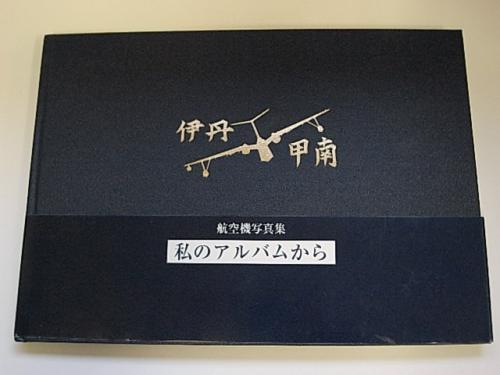 伊丹
甲南
航空機写真集
私のアルバムから